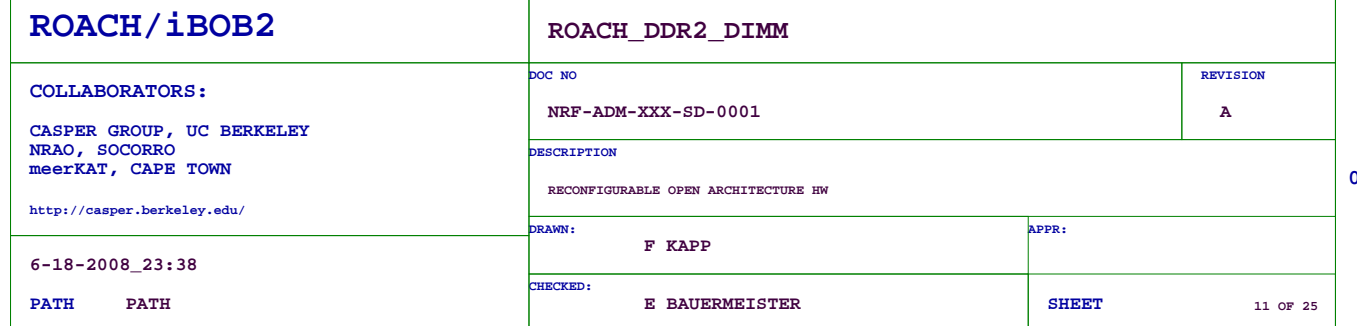 ROACH/iBOB2
ROACH_DDR2_DIMM
COLLABORATORS:
CASPER GROUP, UC BERKELEY
NRAO, SOCORRO
meerKAT, CAPE TOWN
http://casper.berkeley.edu/
6-18-2008_23:38
PATH PATH
DOC NO
NRF-ADM-XXX-SD-0001
REVISION
A
DESCRIPTION
RECONFIGURABLE OPEN ARCHITECTURE HW
DRAWN:
F KAPP
APPR:
CHECKED:
E BAUERMEISTER
SHEET 11 OF 25